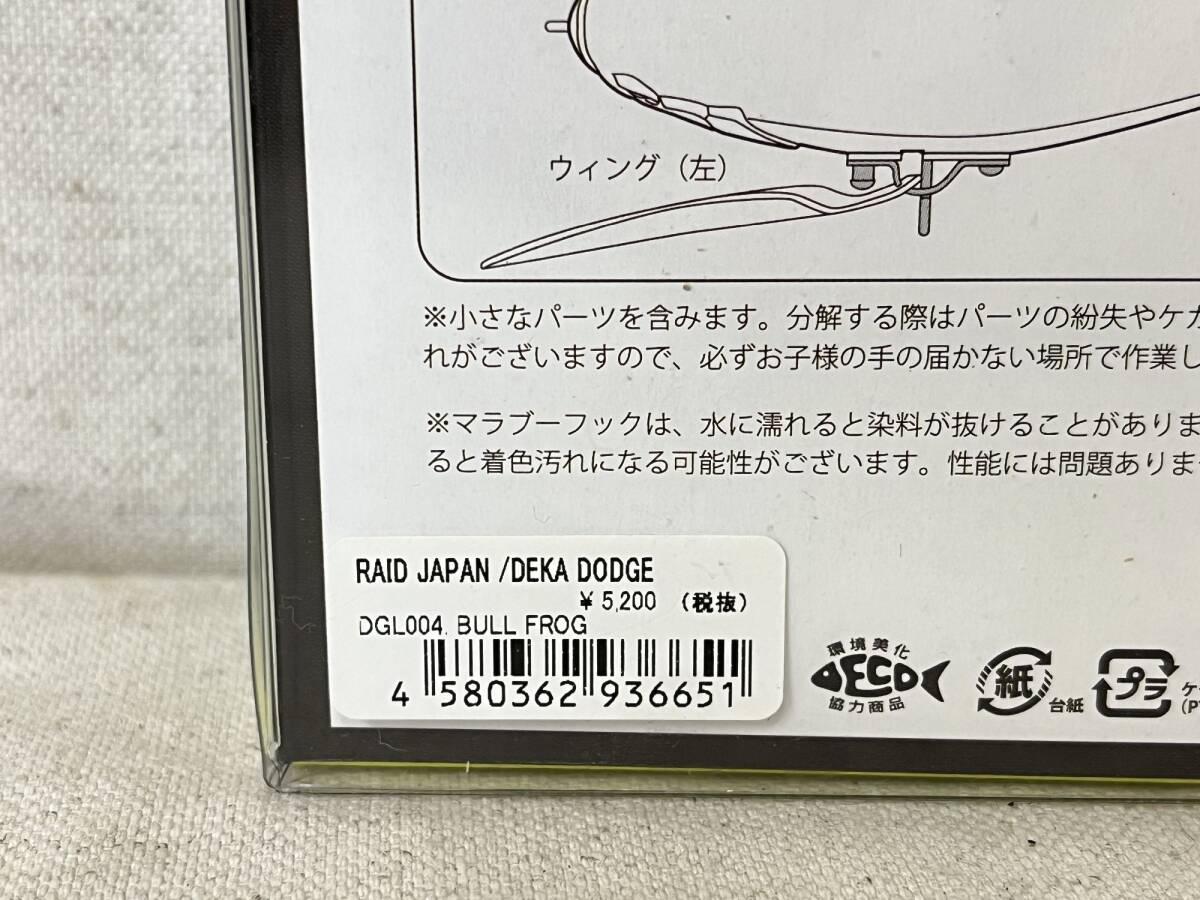 ウィング（左）
※小さなパーツを含みます。分解する際はパーツの紛失やケガ
れがございますので、必ずお子様の手の届かない場所で作業し
※マラブーフックは、水に濡れると染料が抜けることがありま
ると着色汚れになる可能性がございます。性能には問題ありま
RAID JAPAN /DEKA DODGE
¥ 5,200 （税抜）
DGL004. BULL FROG
4 580362 936651
環境美化
ECO
協力商品
紙
台紙
プラ
ケ
(P